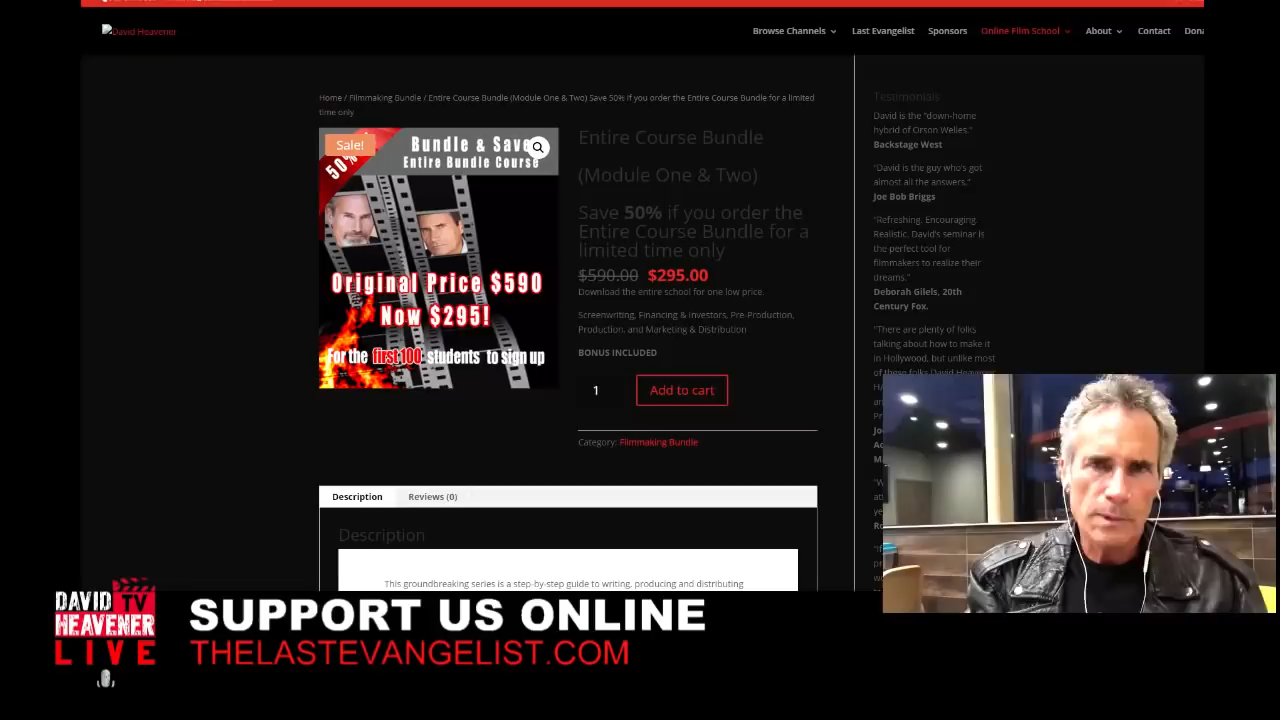 David Heavener
Browse Channels
Last Evangelist
Sponsors
Online Film School
About
Contact
Dona
Home / Filmmaking Bundle / Entire Course Bundle (Module One & Two) Save 50% if you order the Entire Course Bundle for a limited
time only
Sale!
50%
Bundle & Save
Entire Bundle Course
Original Price $590
Now $295!
For the first 100 students to sign up
Entire Course Bundle
(Module One & Two)
Save 50% if you order the
Entire Course Bundle for a
limited time only
$590.00 $295.00
Download the entire school for one low price.
Screenwriting, Financing & Investors, Pre-Production,
Production, and Marketing & Distribution
BONUS INCLUDED
1
Add to cart
Category: Filmmaking Bundle
Description
Reviews (0)
Description
This groundbreaking series is a step-by-step guide to writing, producing and distributing
Testimonials
David is the "down-home
hybrid of Orson Welles."
Backstage West
"David is the guy who's got
almost all the answers."
Joe Bob Briggs
"Refreshing, Encouraging,
Realistic, David's seminar is
the perfect tool for
filmmakers to realize their
dreams."
Deborah Gilels, 20th
Century Fox.
"There are plenty of folks
talking about how to make it
in Hollywood, but unlike most
of these folks David Heavener
DAVID TV
HEAVENER
LIVE
SUPPORT US ONLINE
THELASTEVANGELIST.COM